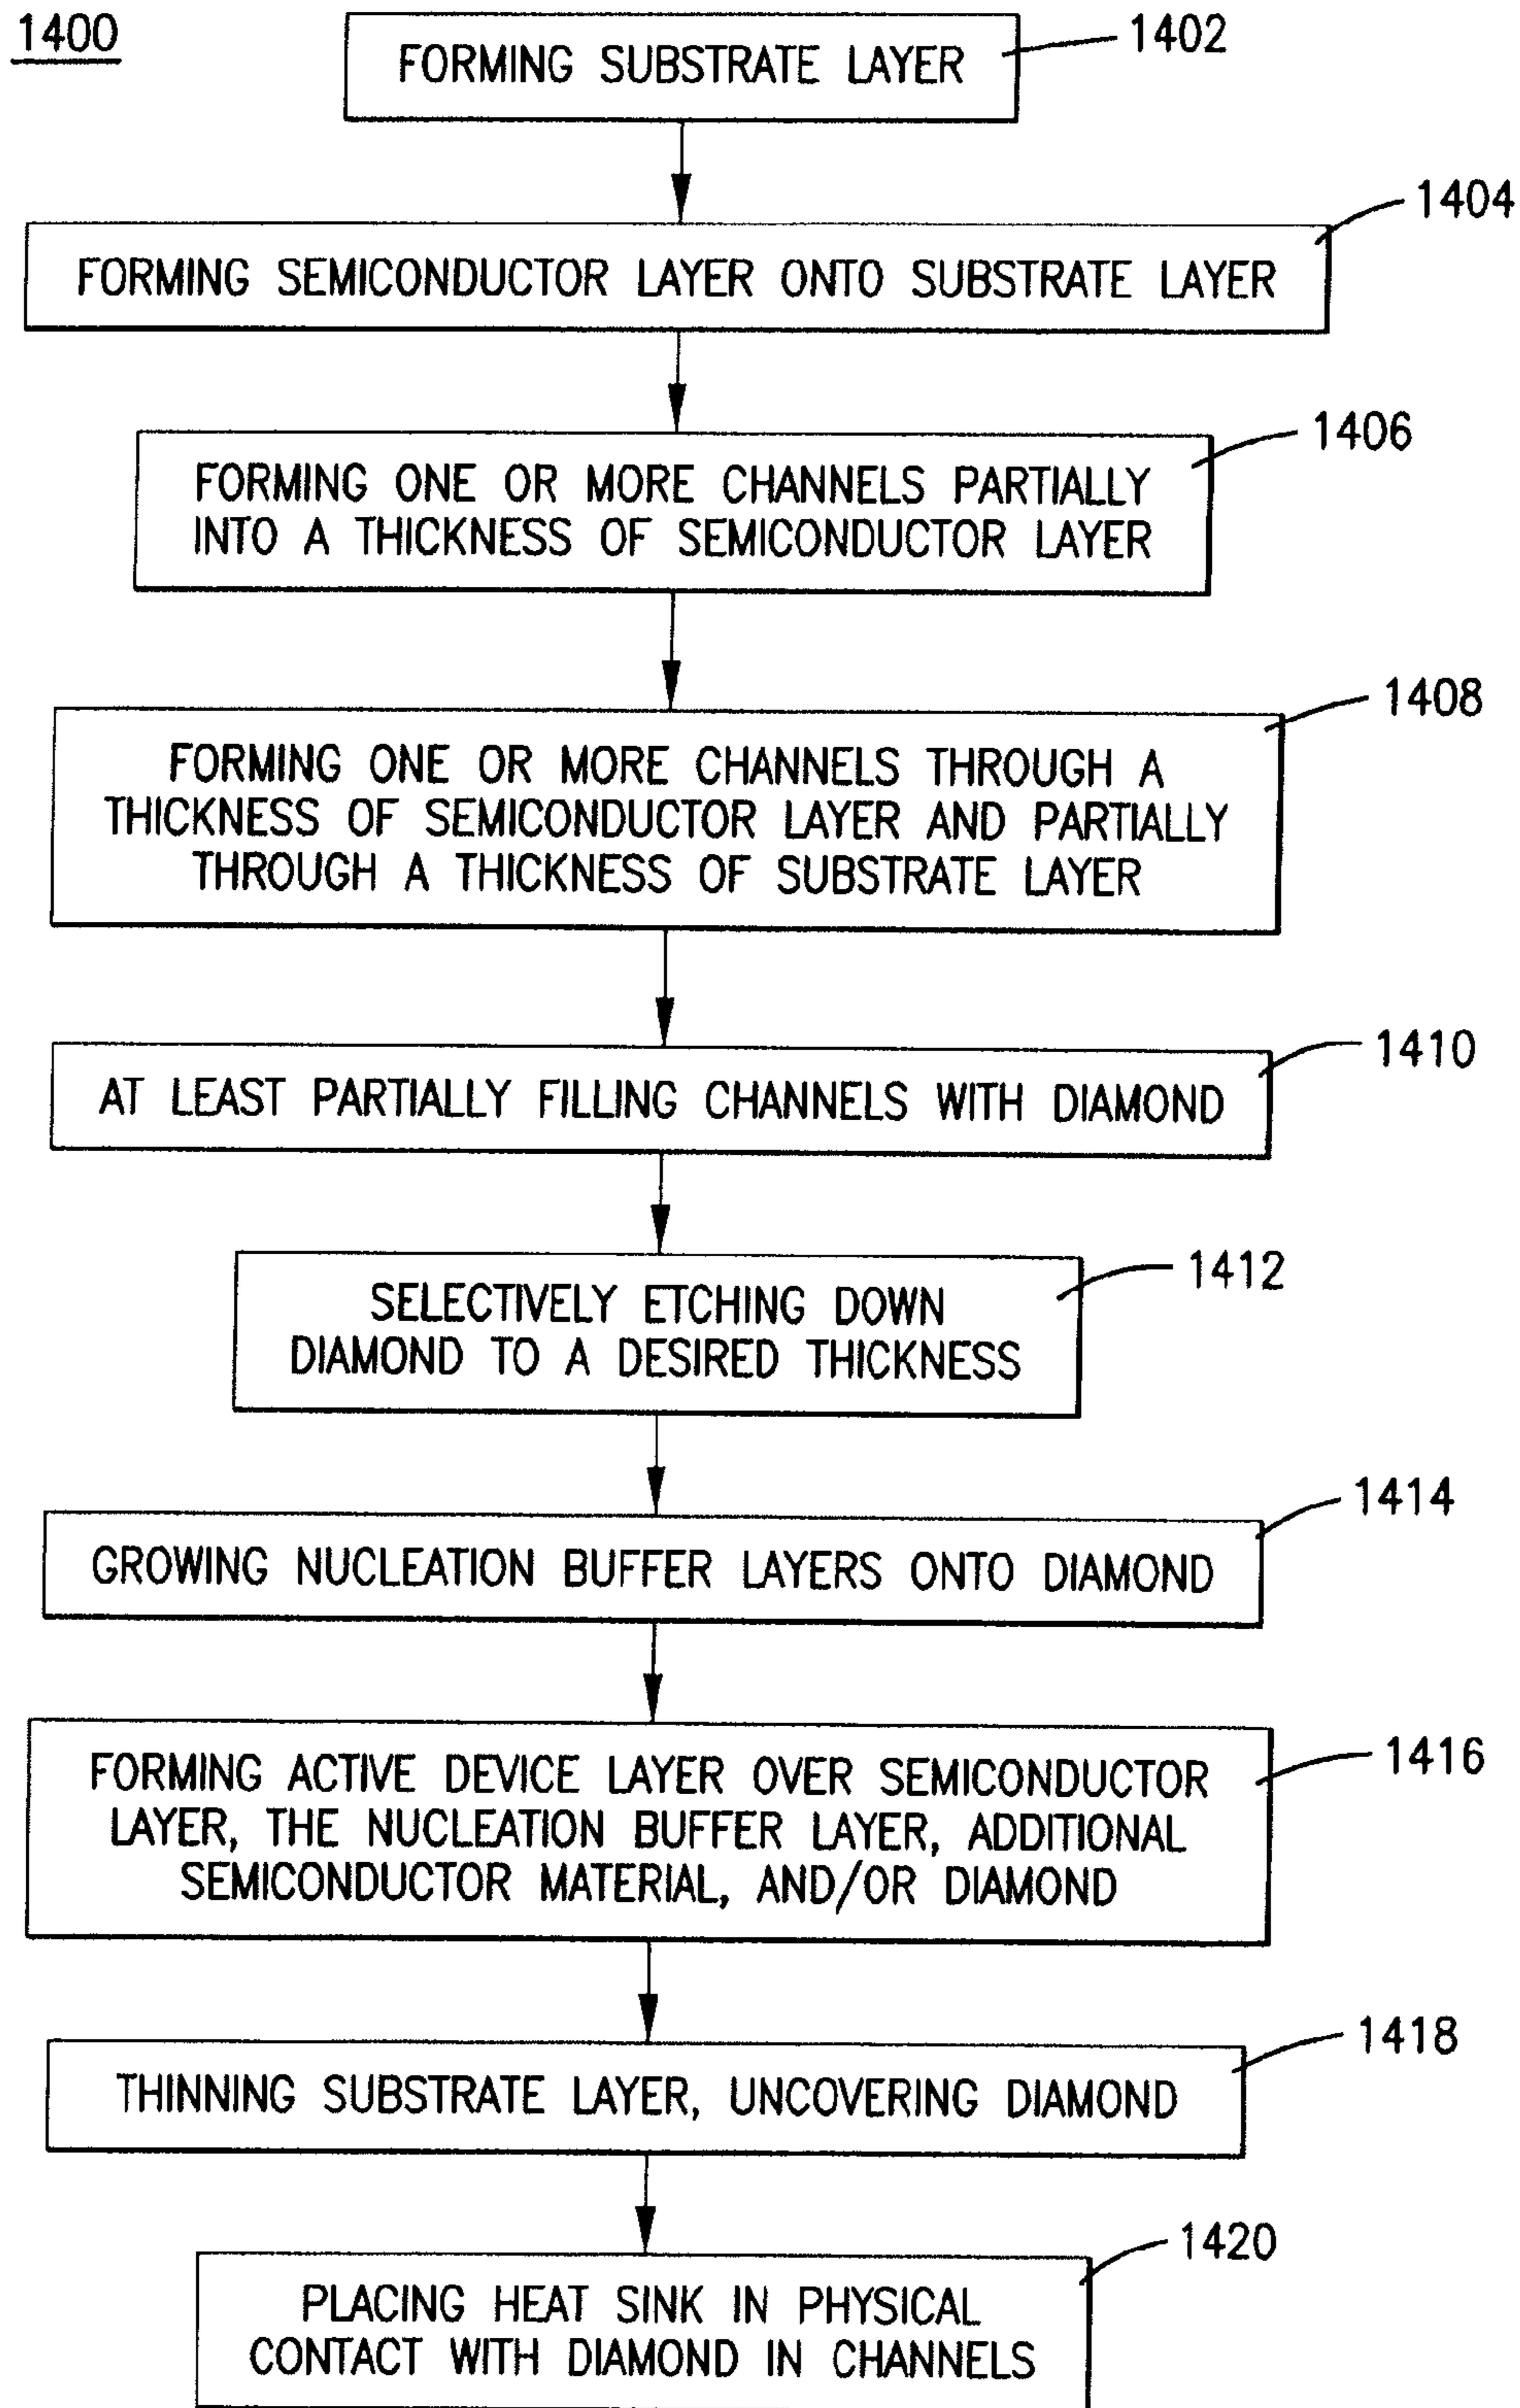 1400
FORMING SUBSTRATE LAYER
1402
FORMING SEMICONDUCTOR LAYER ONTO SUBSTRATE LAYER
1404
FORMING ONE OR MORE CHANNELS PARTIALLY
INTO A THICKNESS OF SEMICONDUCTOR LAYER
1406
FORMING ONE OR MORE CHANNELS THROUGH A
THICKNESS OF SEMICONDUCTOR LAYER AND PARTIALLY
THROUGH A THICKNESS OF SUBSTRATE LAYER
1408
AT LEAST PARTIALLY FILLING CHANNELS WITH DIAMOND
1410
SELECTIVELY ETCHING DOWN
DIAMOND TO A DESIRED THICKNESS
1412
GROWING NUCLEATION BUFFER LAYERS ONTO DIAMOND
1414
FORMING ACTIVE DEVICE LAYER OVER SEMICONDUCTOR
LAYER, THE NUCLEATION BUFFER LAYER, ADDITIONAL
SEMICONDUCTOR MATERIAL, AND/OR DIAMOND
1416
THINNING SUBSTRATE LAYER, UNCOVERING DIAMOND
1418
PLACING HEAT SINK IN PHYSICAL
CONTACT WITH DIAMOND IN CHANNELS
1420